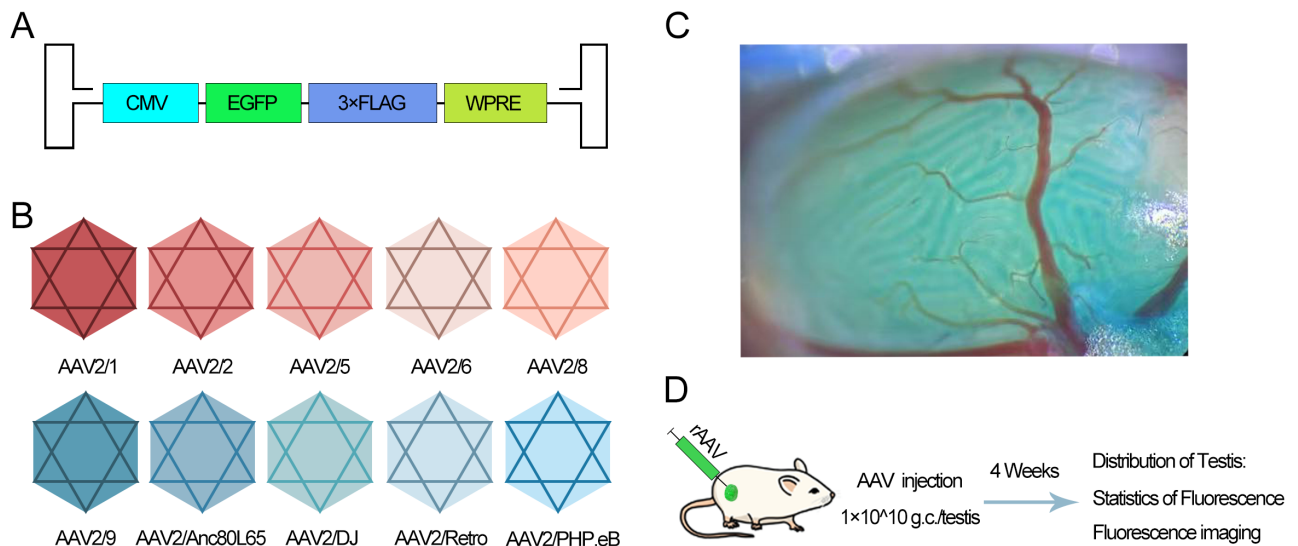 A
CMV
EGFP
3×FLAG
WPRE
B
AAV2/1
AAV2/2
AAV2/5
AAV2/6
AAV2/8
AAV2/9
AAV2/Anc80L65
AAV2/DJ
AAV2/Retro
AAV2/PHP.eB
C
D
rAAV
AAV injection
1×10^10 g.c./testis
4 Weeks
Distribution of Testis:
Statistics of Fluorescence
Fluorescence imaging